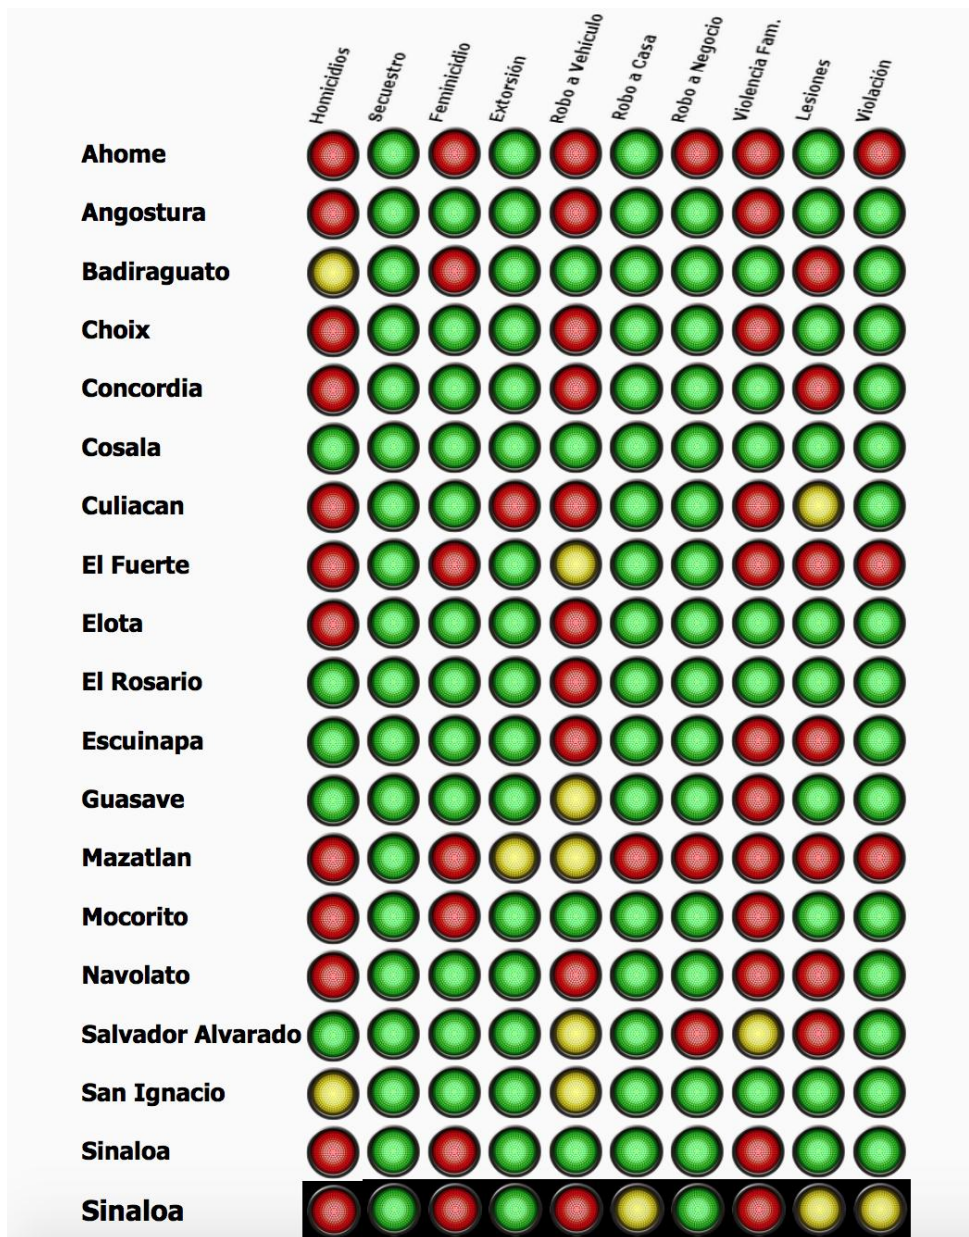 Homicidios
Secuestro
Feminicidio
Extorsión
Robo a Vehículo
Robo a Casa
Robo a Negocio
Violencia Fam.
Lesiones
Violación
Ahome
Angostura
Badiraguato
Choix
Concordia
Cosala
Culiacan
El Fuerte
Elota
El Rosario
Escuinapa
Guasave
Mazatlan
Mocorito
Navolato
Salvador Alvarado
San Ignacio
Sinaloa
Sinaloa